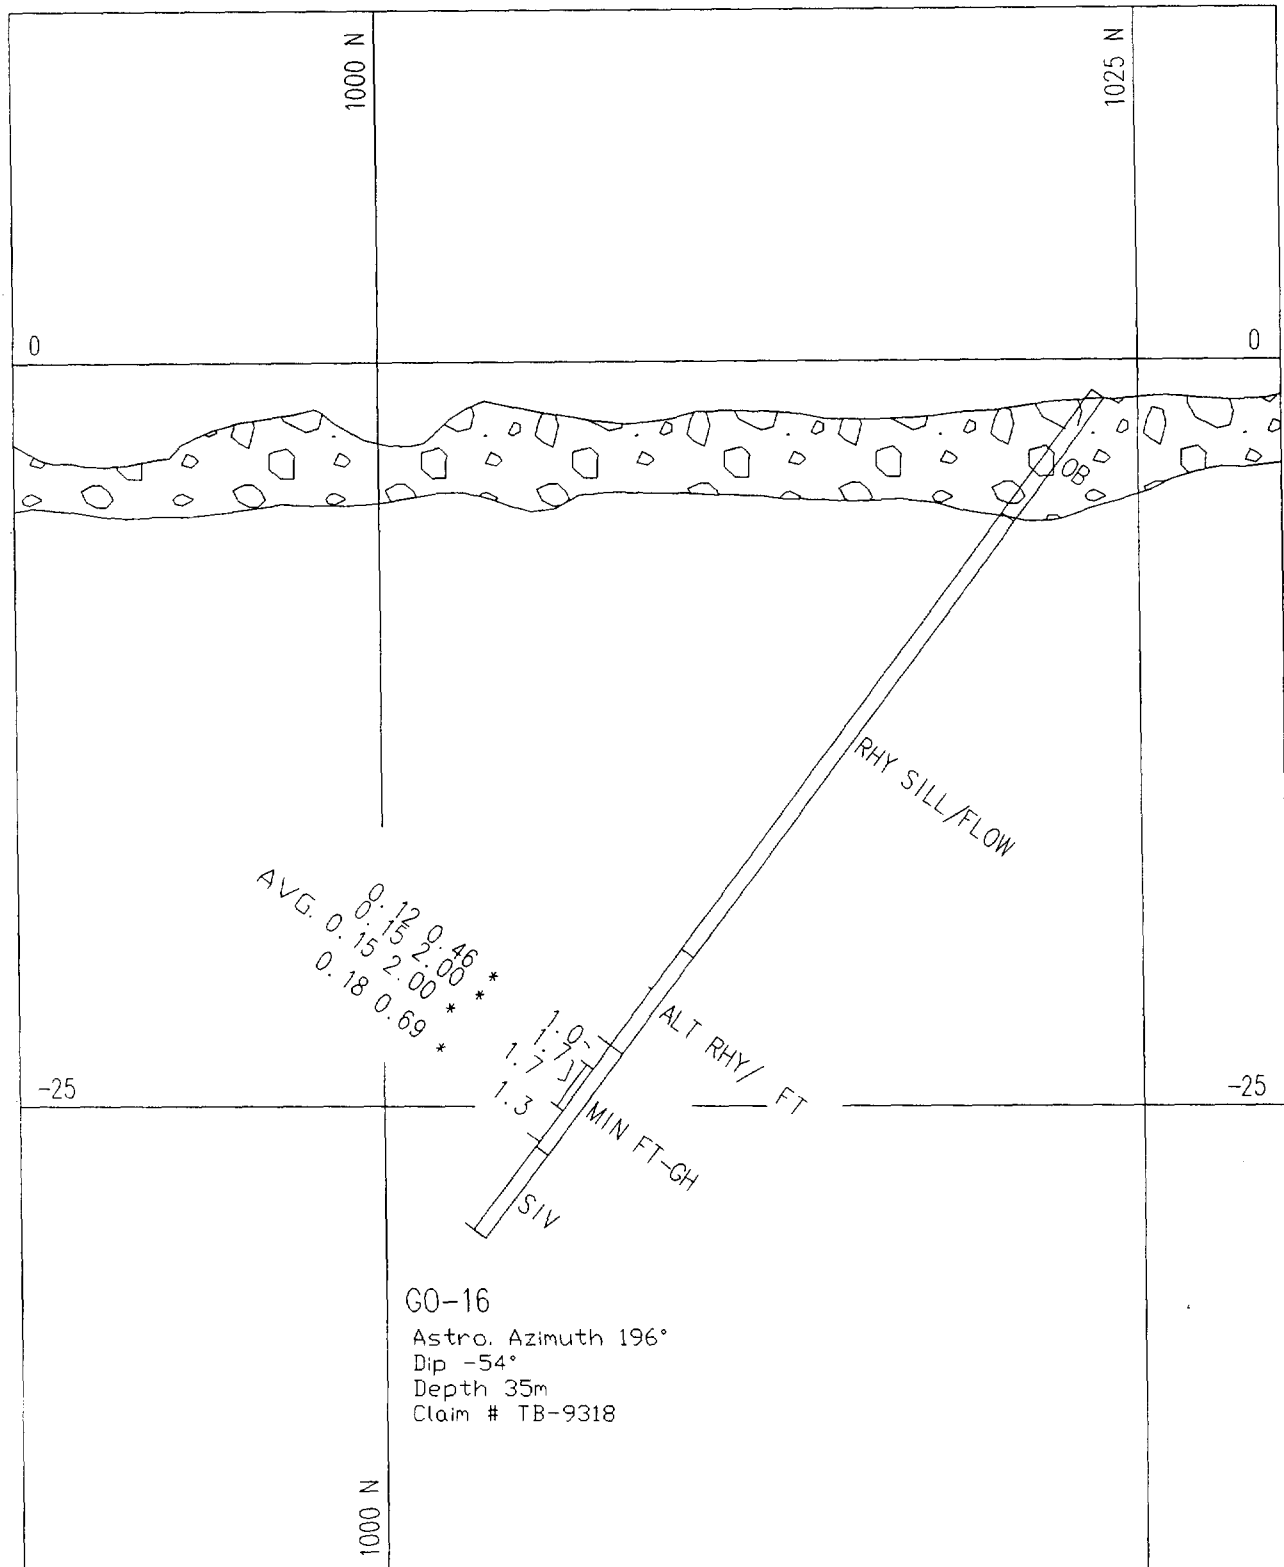 1000 N
1025 N
0
0
OB
RHY SILL/FLOW
0.12 0.46 *
0.15 2.00 *
AVG. 0.15 2.00 *
0.18 0.69 *
1.0
1.7
1.7
1.3
ALT RHY/ FT
-25
-25
MIN FT-GH
SIV
GO-16
Astro. Azimuth 196°
Dip -54°
Depth 35m
Claim # TB-9318
1000 N